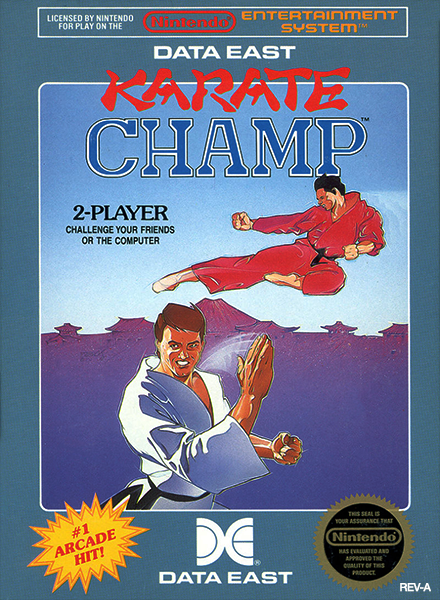 LICENSED BY NINTENDO
FOR PLAY ON THE
Nintendo®
ENTERTAINMENT
SYSTEM™
DATA EAST
KARATE
CHAMP™
2-PLAYER
CHALLENGE YOUR FRIENDS
OR THE COMPUTER
#1
ARCADE
HIT!
®
DATA EAST
THIS SEAL IS
YOUR ASSURANCE THAT
Nintendo®
HAS EVALUATED AND
APPROVED THE
QUALITY OF THIS
PRODUCT.
REV-A